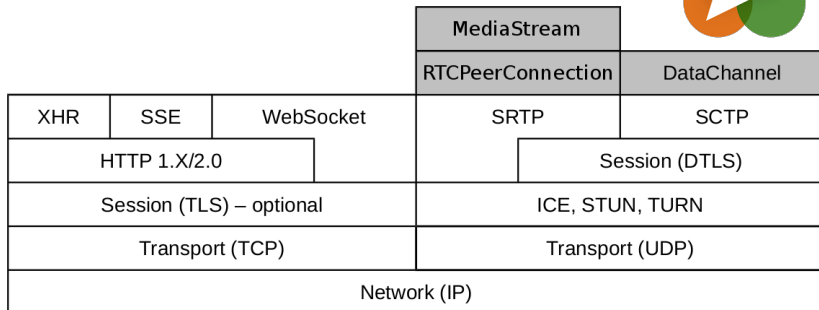 MediaStream
RTCPeerConnection DataChannel
XHR SSE WebSocket SRTP SCTP
HTTP 1.X/2.0 Session (DTLS)
Session (TLS) – optional ICE, STUN, TURN
Transport (TCP) Transport (UDP)
Network (IP)